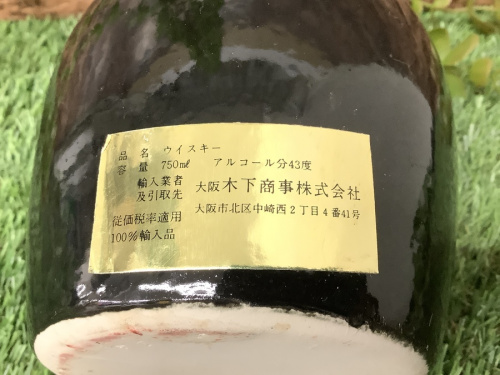 品名 ウイスキー
容量 750mℓ アルコール分43度
輸入業者
及引取先 大阪 木下商事株式会社
従価税率適用 大阪市北区中崎西2丁目4番41号
100%輸入品